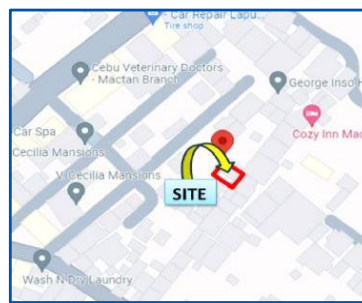 Car Repair Lapu...
Tire shop
Cebu Veterinary Doctors
- Mactan Branch
George Inso H
Car Spa
Cecilia Mansions
Cozy Inn Mac
V Cecilia Mansions
SITE
Wash N Dry Laundry